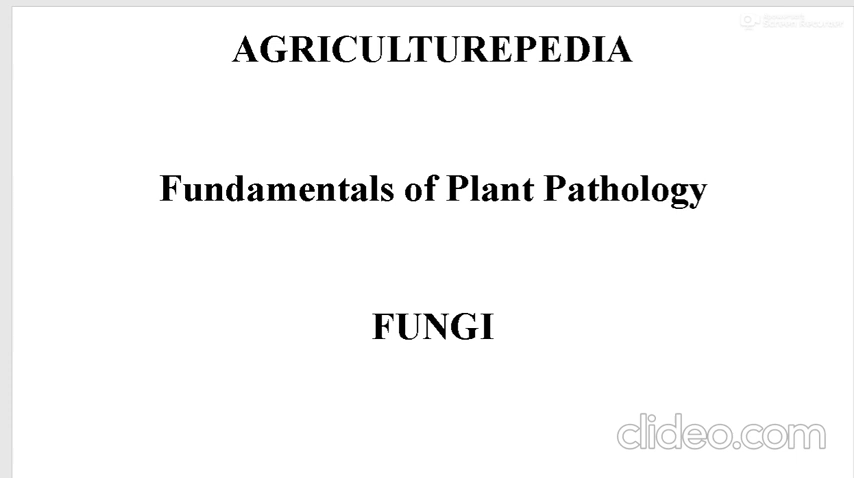 AGRICULTUREPEDIA
Fundamentals of Plant Pathology
FUNGI
clideo.com